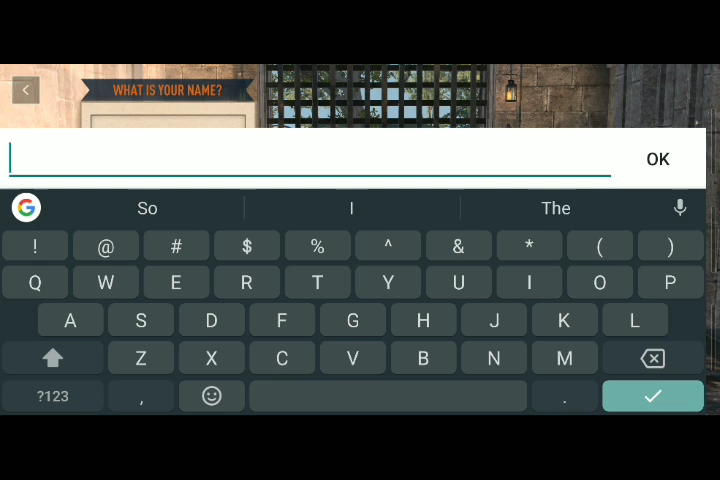 WHAT IS YOUR NAME?
OK
G So I The
! @ # $ % ^ & * ( )
Q W E R T Y U I O P
A S D F G H J K L
Z X C V B N M
?123 , .